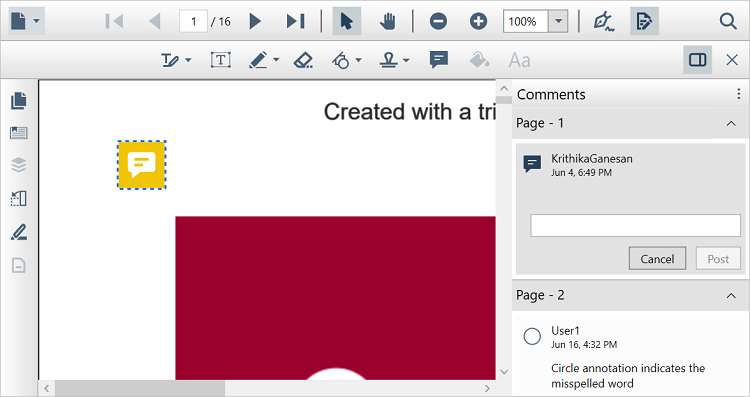 1 / 16
100%
T
Aa
Created with a tri
Comments
Page - 1
KrithikaGanesan
Jun 4, 6:49 PM
Cancel
Post
Page - 2
User1
Jun 16, 4:32 PM
Circle annotation indicates the
misspelled word